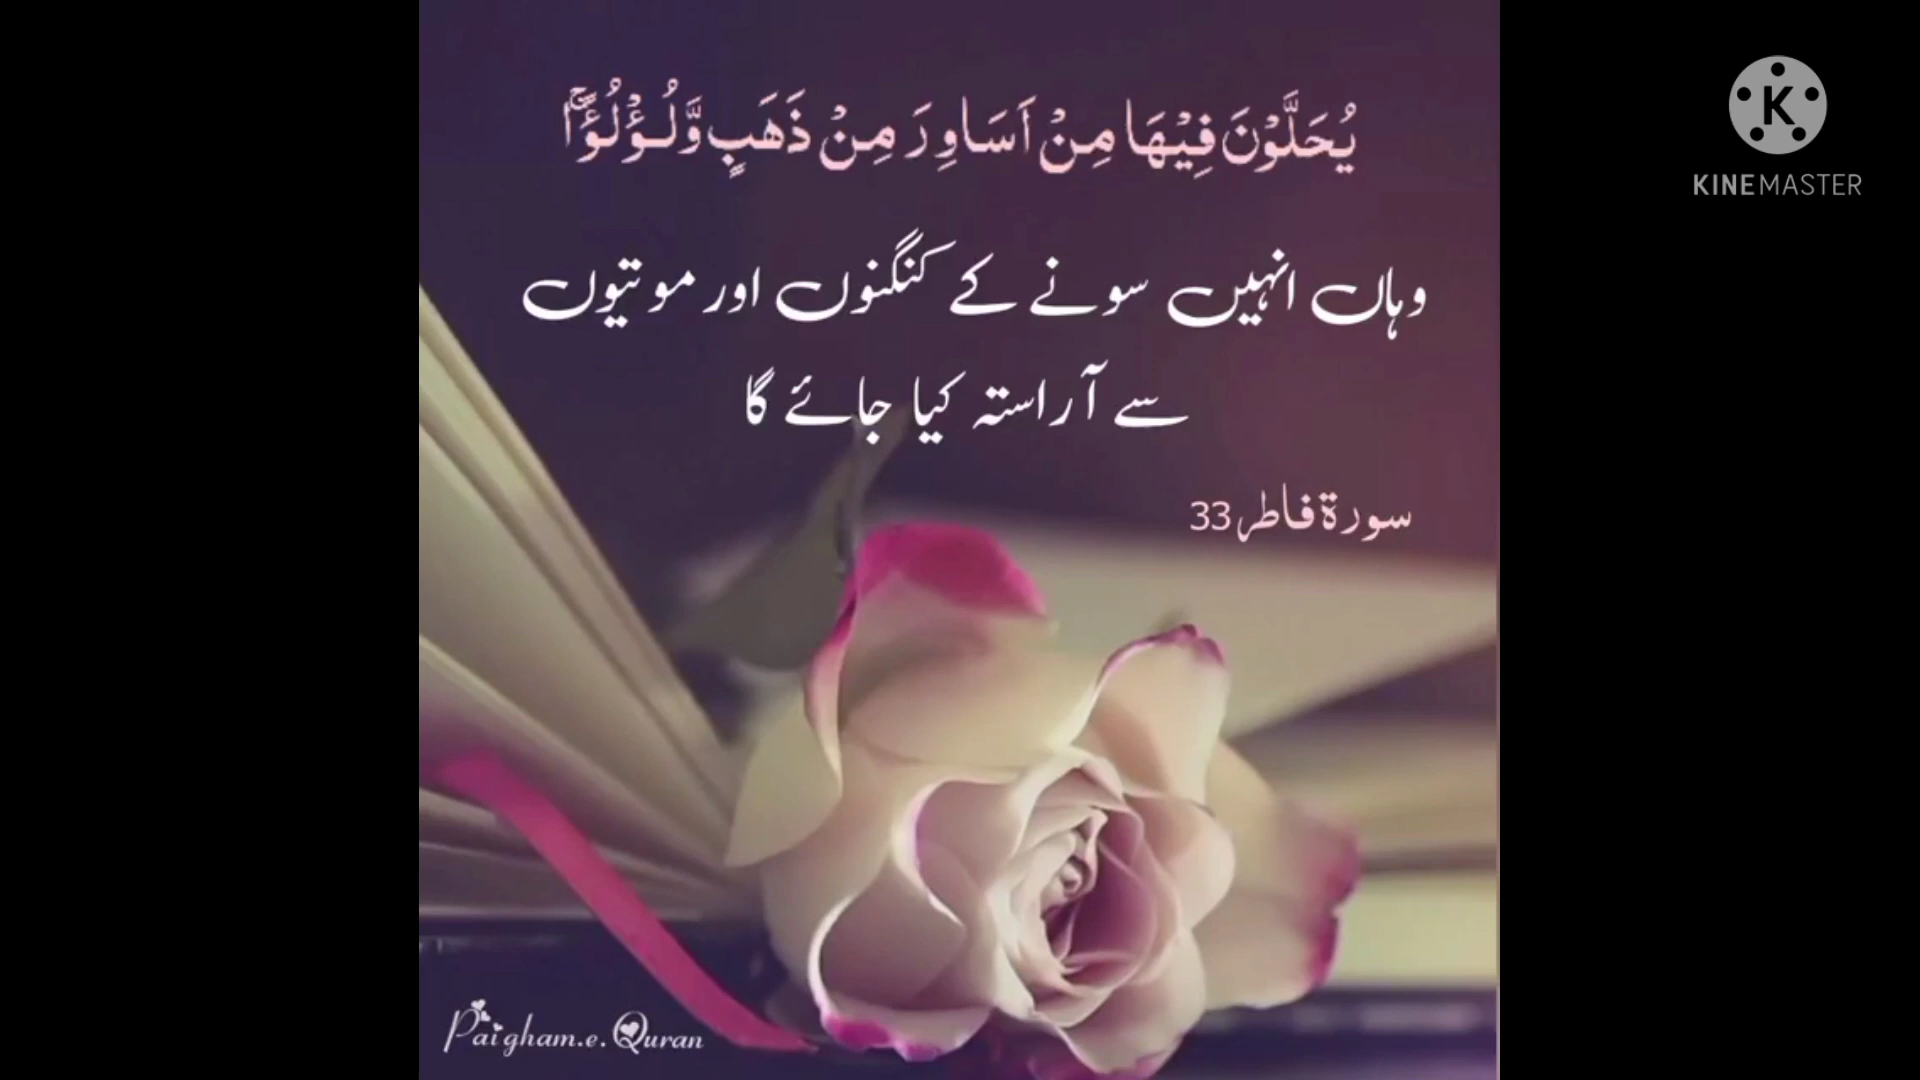 يُحَلَّوْنَ فِيْهَا مِنْ اَسَاوِرَ مِنْ ذَهَبٍ وَّلُـؤْلُؤًاۚ
وہاں انہیں سونے کے کنگنوں اور موتیوں
سے آراستہ کیا جائے گا
سورۃ فاطر 33
Paigham.e.Quran
KINEMASTER